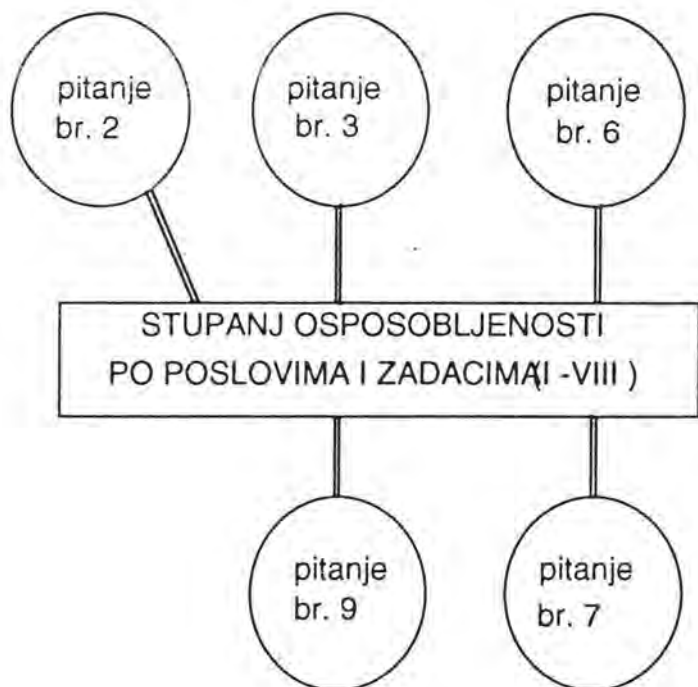 pitanje
br. 2
pitanje
br. 3
pitanje
br. 6
STUPANJ OSPOSOBLJENOSTI
PO POSLOVIMA I ZADACIMA(I -VIII )
pitanje
br. 9
pitanje
br. 7